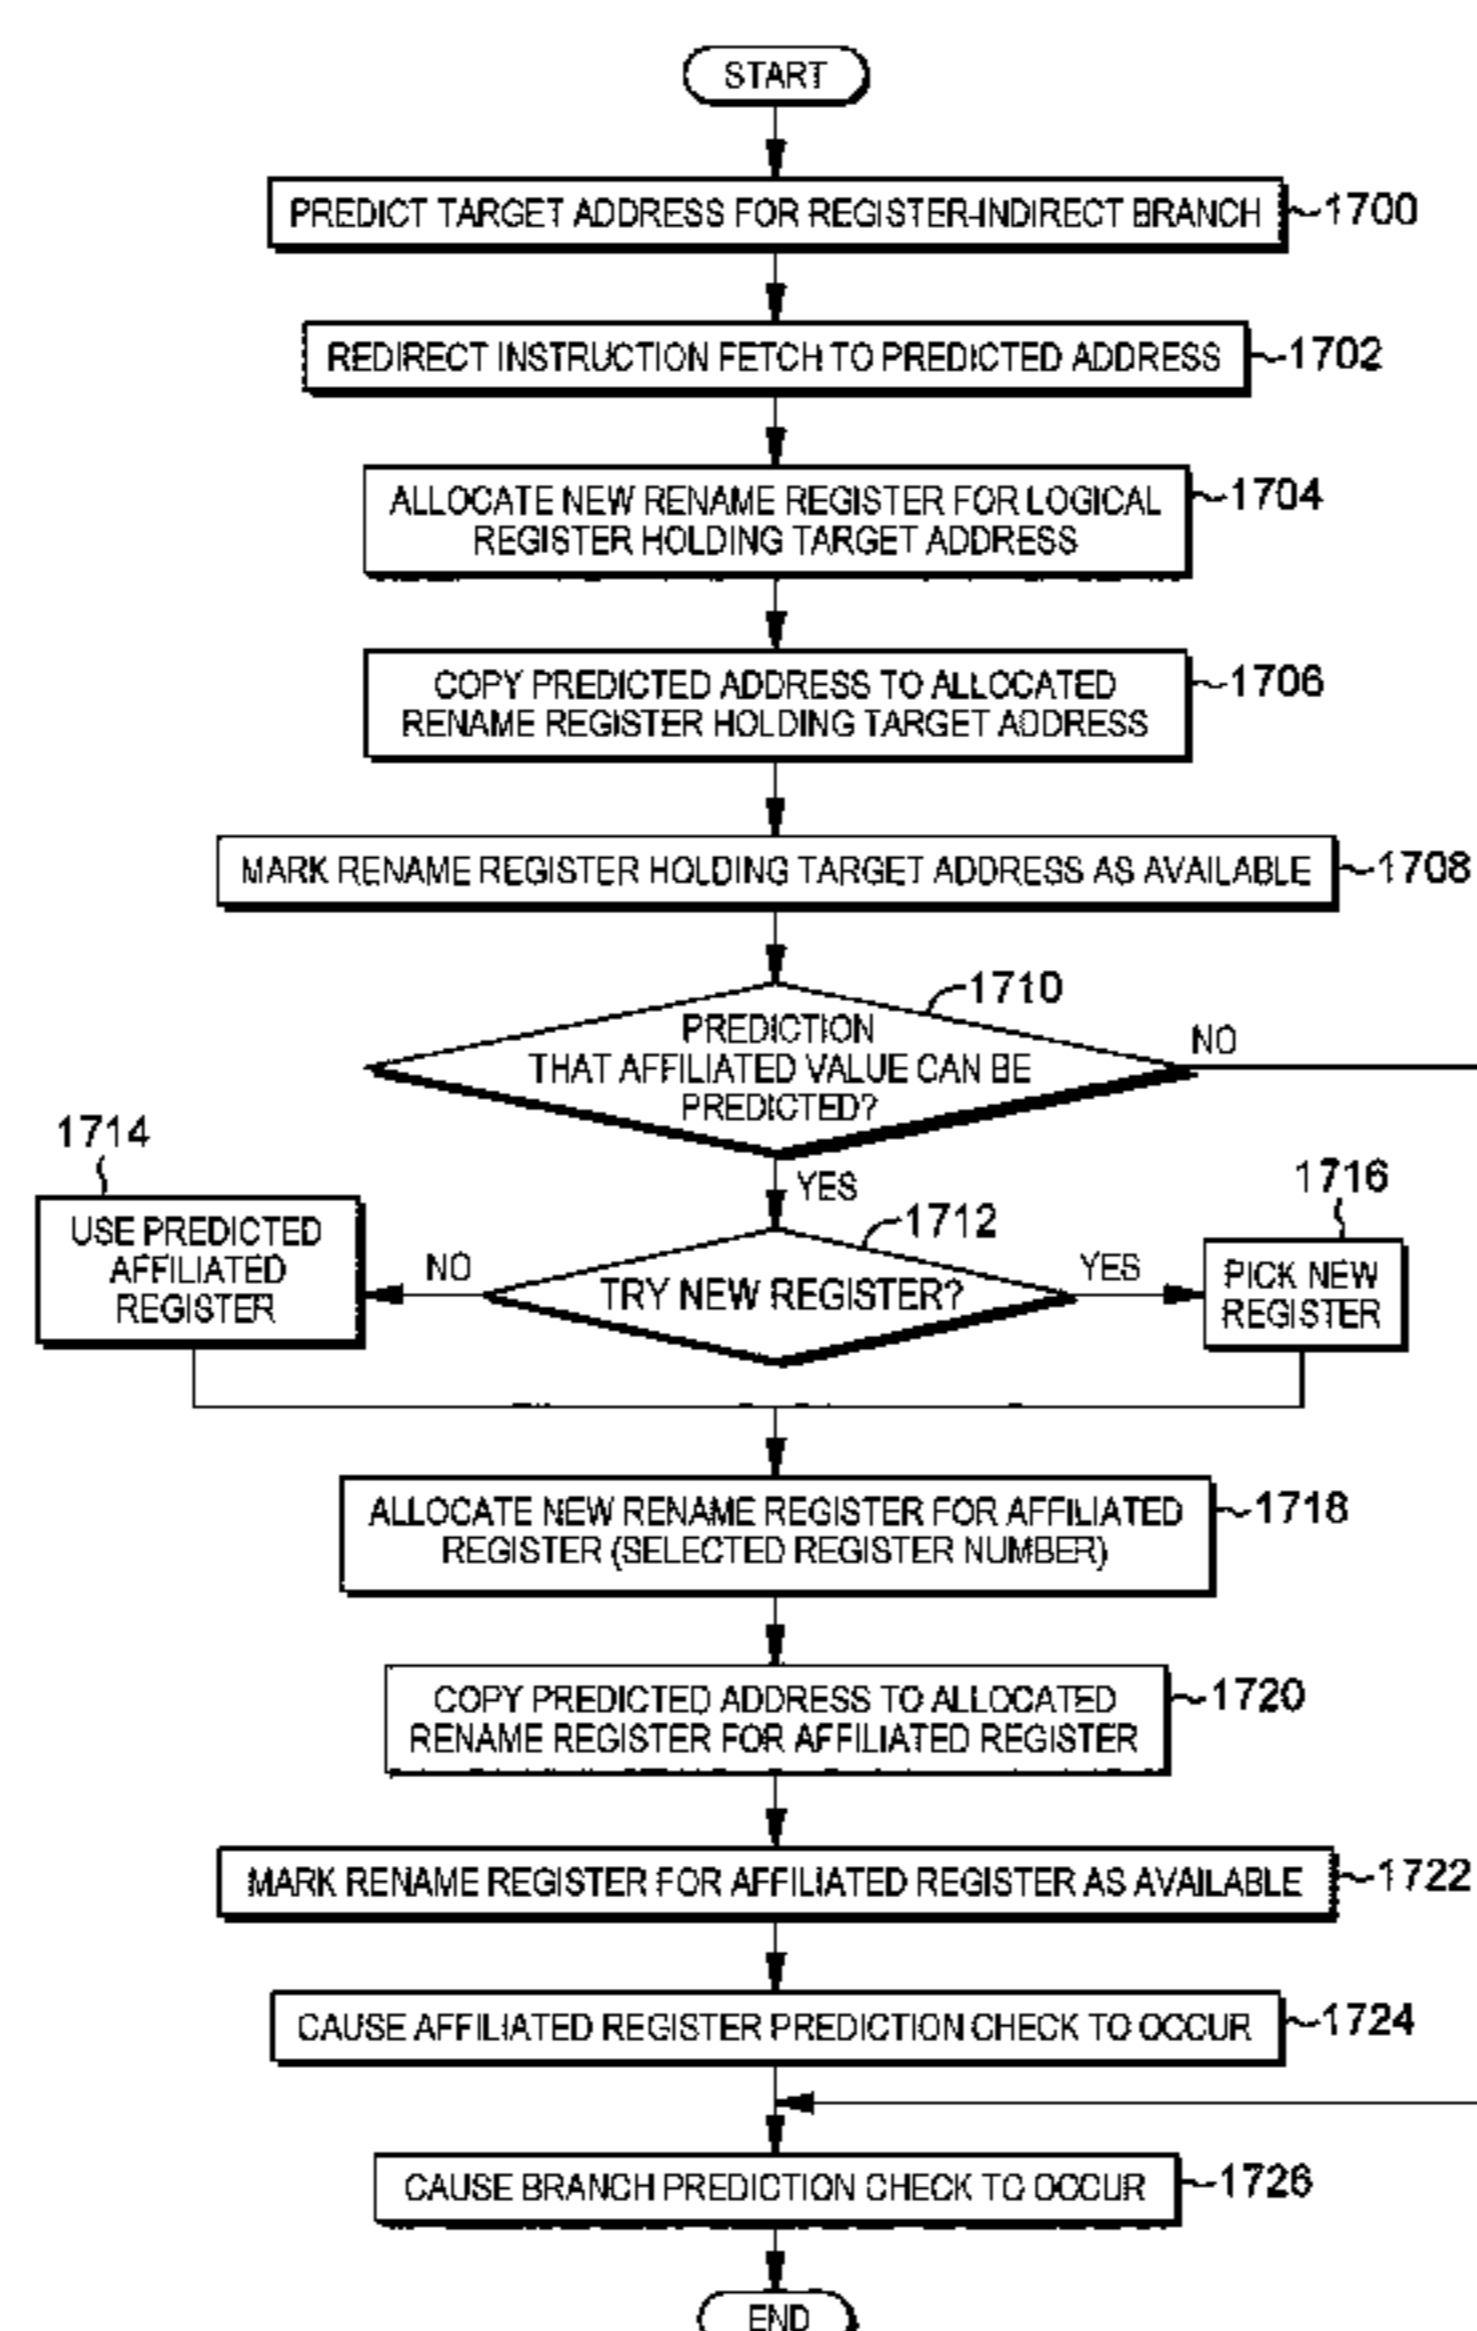 START
PREDICT TARGET ADDRESS FOR REGISTER-INDIRECT BRANCH
1700
REDIRECT INSTRUCTION FETCH TO PREDICTED ADDRESS
1702
ALLOCATE NEW RENAME REGISTER FOR LOGICAL
REGISTER HOLDING TARGET ADDRESS
1704
COPY PREDICTED ADDRESS TO ALLOCATED
RENAME REGISTER HOLDING TARGET ADDRESS
1706
MARK RENAME REGISTER HOLDING TARGET ADDRESS AS AVAILABLE
1708
1710
PREDICTION
THAT AFFILIATED VALUE CAN BE
PREDICTED?
NO
YES
1714
USE PREDICTED
AFFILIATED
REGISTER
NO
1712
TRY NEW REGISTER?
YES
1716
PICK NEW
REGISTER
ALLOCATE NEW RENAME REGISTER FOR AFFILIATED
REGISTER (SELECTED REGISTER NUMBER)
1718
COPY PREDICTED ADDRESS TO ALLOCATED
RENAME REGISTER FOR AFFILIATED REGISTER
1720
MARK RENAME REGISTER FOR AFFILIATED REGISTER AS AVAILABLE
1722
CAUSE AFFILIATED REGISTER PREDICTION CHECK TO OCCUR
1724
CAUSE BRANCH PREDICTION CHECK TO OCCUR
1726
END